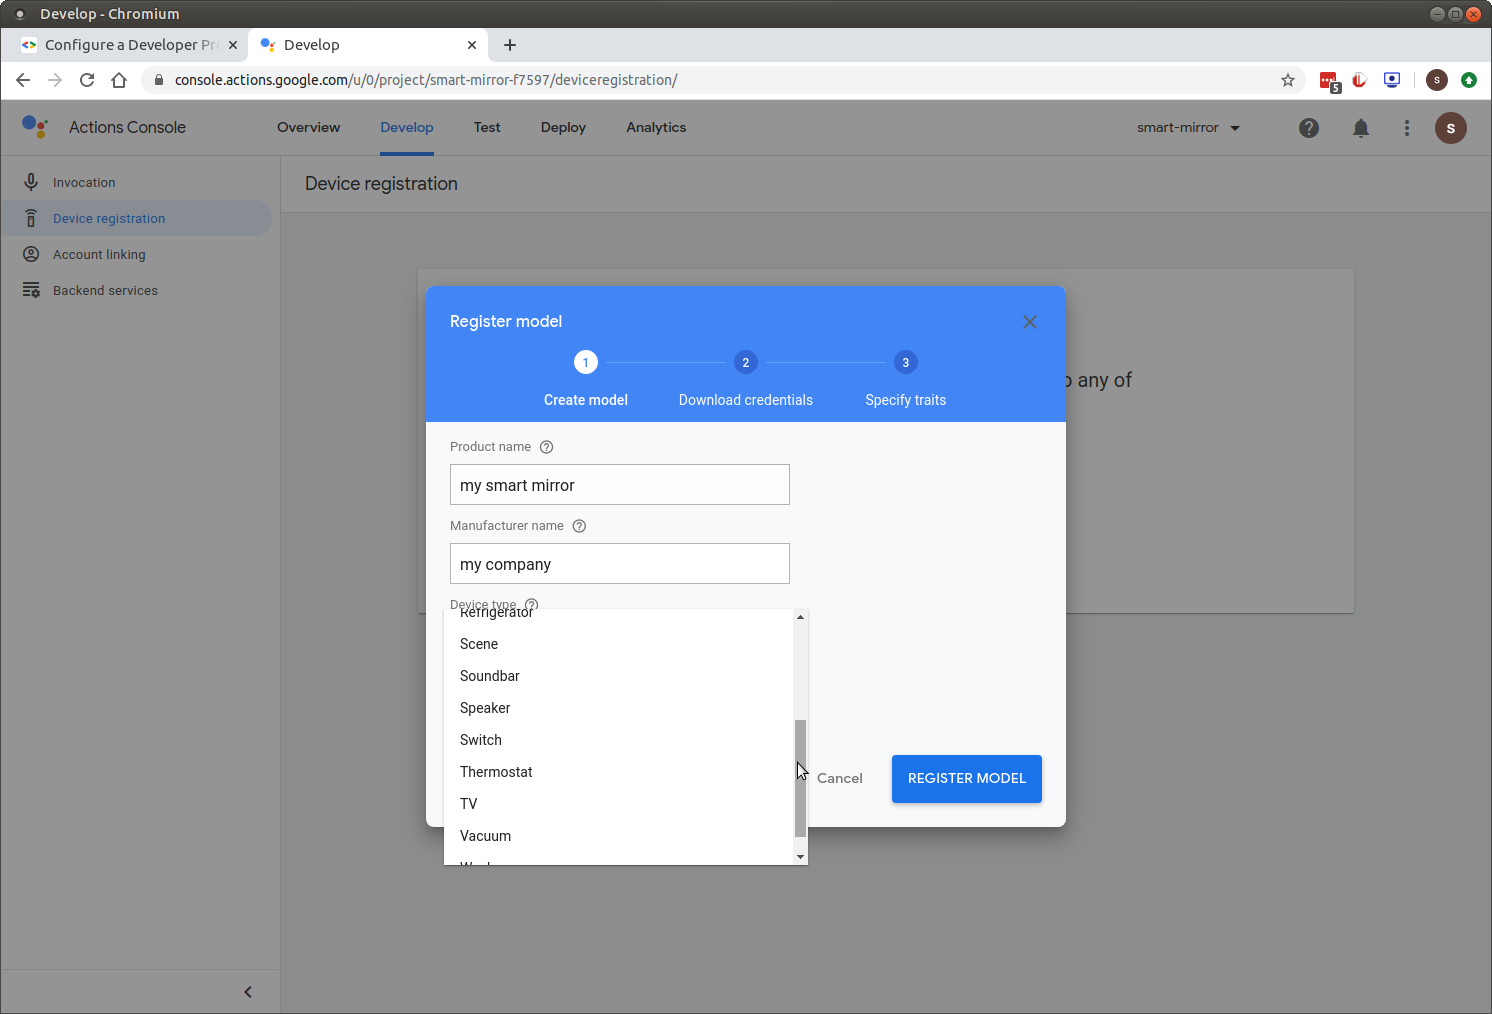 Develop - Chromium
Configure a Developer Pr
Develop
console.actions.google.com/u/0/project/smart-mirror-f7597/deviceregistration/
5
S
Actions Console
Overview
Develop
Test
Deploy
Analytics
smart-mirror
S
Invocation
Device registration
Account linking
Backend services
Device registration
any of
Register model
1
2
3
Create model
Download credentials
Specify traits
Product name
my smart mirror
Manufacturer name
my company
Device type
Refrigerator
Scene
Soundbar
Speaker
Switch
Thermostat
TV
Vacuum
Cancel
REGISTER MODEL